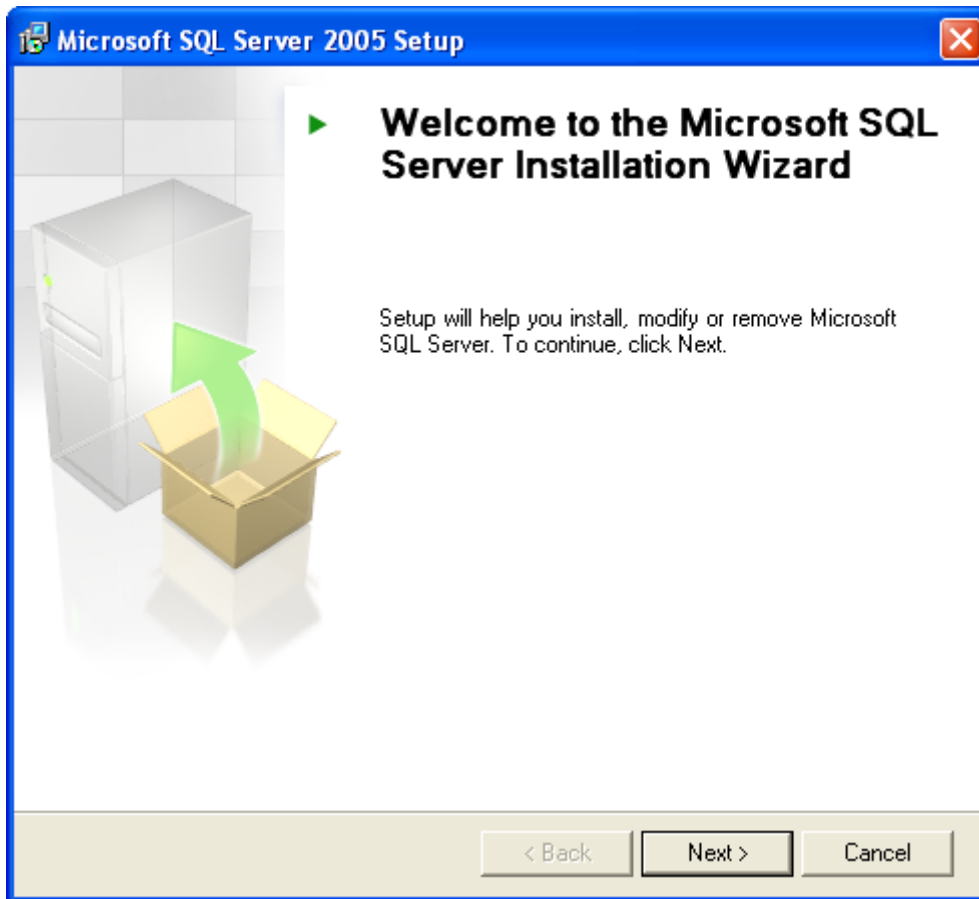 Microsoft SQL Server 2005 Setup
Welcome to the Microsoft SQL
Server Installation Wizard
Setup will help you install, modify or remove Microsoft
SQL Server. To continue, click Next.
< Back
Next >
Cancel